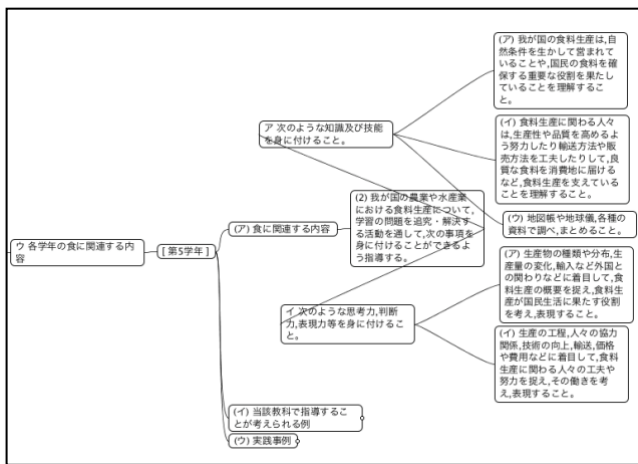 ウ 各学年の食に関連する内
容
[ 第5学年 ]
(ア) 食に関連する内容
(2) 我が国の農業や水産業
における食料生産について,
学習の問題を追究・解決す
る活動を通して,次の事項を
身に付けることができるよ
う指導する。
ア 次のような知識及び技能
を身に付けること。
(ア) 我が国の食料生産は,自
然条件を生かして営まれて
いることや,国民の食料を確
保する重要な役割を果たし
ていることを理解するこ
と。
(イ) 食料生産に関わる人々
は,生産性や品質を高めるよ
う努力したり輸送方法や販
売方法を工夫したりして,良
質な食料を消費地に届ける
など,食料生産を支えている
ことを理解すること。
(ウ) 地図帳や地球儀,各種の
資料で調べ,まとめること。
イ 次のような思考力,判断
力,表現力等を身に付けるこ
と。
(ア) 生産物の種類や分布,生
産量の変化,輸入など外国と
の関わりなどに着目して,食
料生産の概要を捉え,食料生
産が国民生活に果たす役割
を考え,表現すること。
(イ) 生産の工程,人々の協力
関係,技術の向上,輸送,価格
や費用などに着目して,食料
生産に関わる人々の工夫や
努力を捉え,その働きを考
え,表現すること。
(イ) 当該教科で指導するこ
とが考えられる例
(ウ) 実践事例